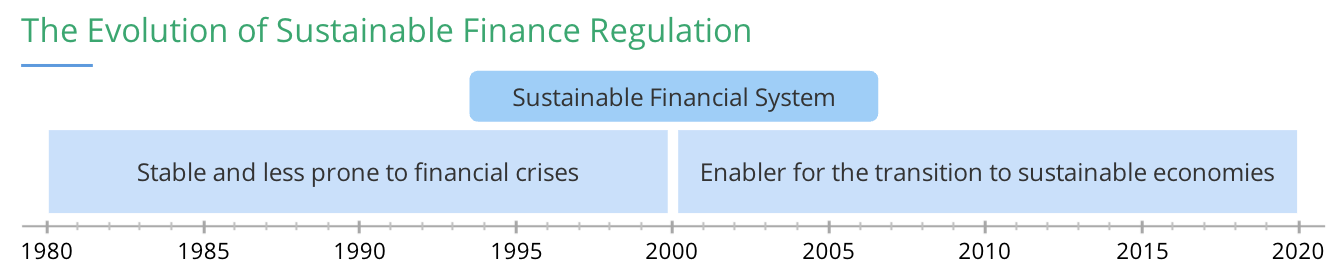 The Evolution of Sustainable Finance Regulation
Sustainable Financial System
Stable and less prone to financial crises
Enabler for the transition to sustainable economies
1980 1985 1990 1995 2000 2005 2010 2015 2020